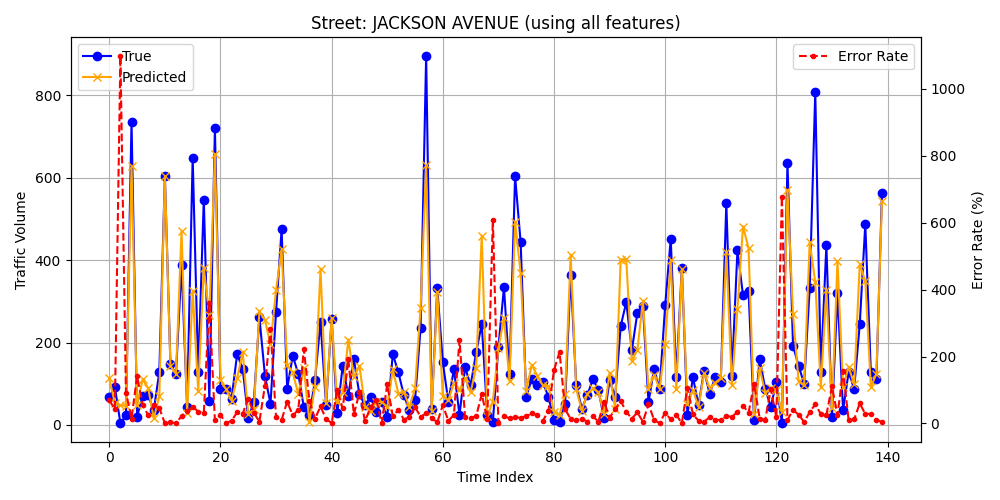 Street: JACKSON AVENUE (using all features)
True
Predicted
Error Rate
Traffic Volume
800
600
400
200
0
1000
800
600
400
200
0
Error Rate (%)
0 20 40 60 80 100 120 140
Time Index